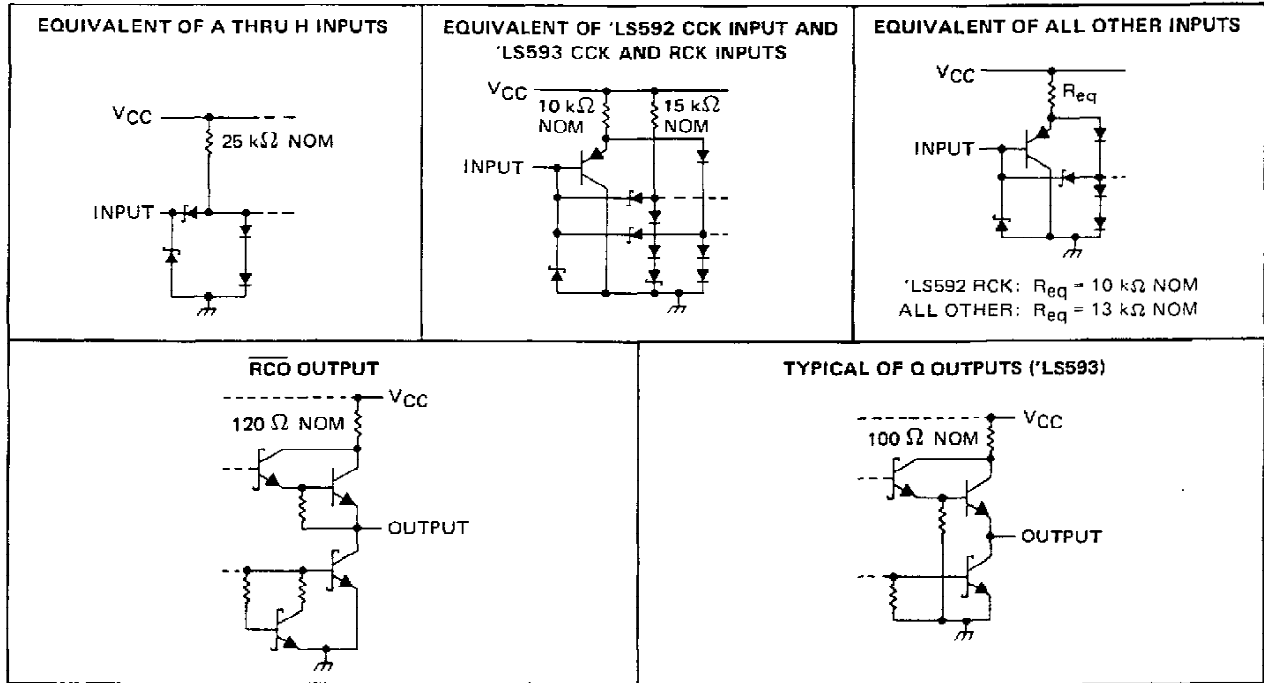 EQUIVALENT OF A THRU H INPUTS
VCC
25 kΩ NOM
INPUT
EQUIVALENT OF 'LS592 CCK INPUT AND
'LS593 CCK AND RCK INPUTS
VCC
10 kΩ
NOM
15 kΩ
NOM
INPUT
EQUIVALENT OF ALL OTHER INPUTS
VCC
Req
INPUT
'LS592 RCK: Req = 10 kΩ NOM
ALL OTHER: Req = 13 kΩ NOM
R̅C̅O̅ OUTPUT
VCC
120 Ω NOM
OUTPUT
TYPICAL OF Q OUTPUTS ('LS593)
VCC
100 Ω NOM
OUTPUT